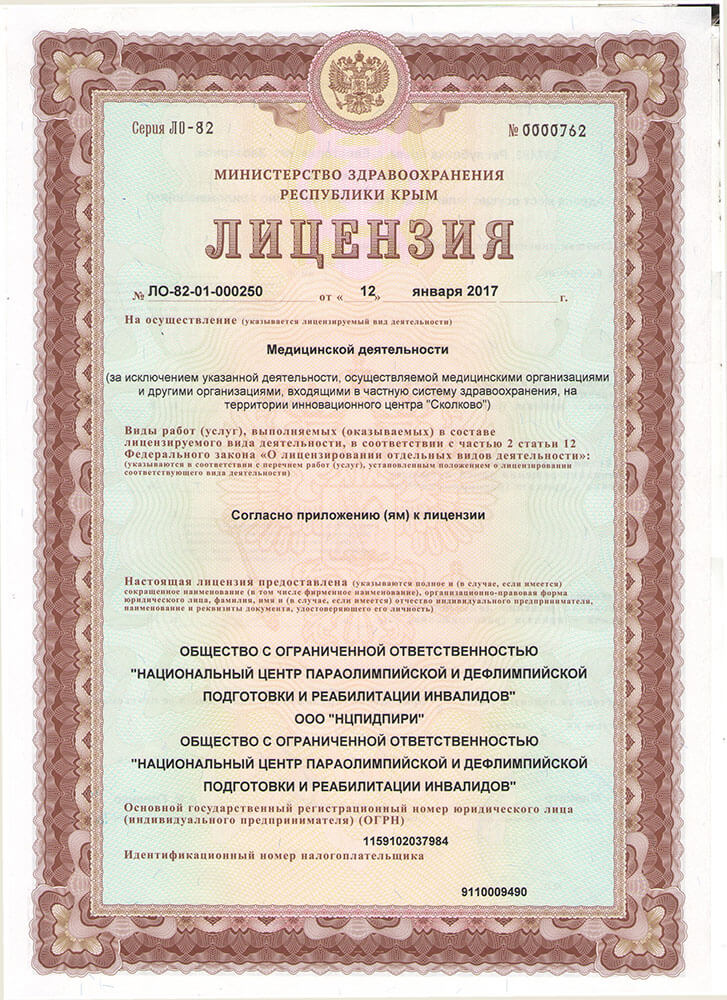 Серия ЛО-82
№ 0000762
МИНИСТЕРСТВО ЗДРАВООХРАНЕНИЯ
РЕСПУБЛИКИ КРЫМ
ЛИЦЕНЗИЯ
№ ЛО-82-01-000250 от « 12 » января 2017 г.
На осуществление (указывается лицензируемый вид деятельности)
Медицинской деятельности
(за исключением указанной деятельности, осуществляемой медицинскими организациями
и другими организациями, входящими в частную систему здравоохранения, на
территории инновационного центра "Сколково")
Виды работ (услуг), выполняемых (оказываемых) в составе
лицензируемого вида деятельности, в соответствии с частью 2 статьи 12
Федерального закона «О лицензировании отдельных видов деятельности»:
(указываются в соответствии с перечнем работ (услуг), установленным положением о лицензировании
соответствующего вида деятельности)
Согласно приложению (ям) к лицензии
Настоящая лицензия предоставлена (указываются полное и (в случае, если имеется)
сокращенное наименование (в том числе фирменное наименование), организационно-правовая форма
юридического лица, фамилия, имя и (в случае, если имеется) отчество индивидуального предпринимателя,
наименование и реквизиты документа, удостоверяющего его личность)
ОБЩЕСТВО С ОГРАНИЧЕННОЙ ОТВЕТСТВЕННОСТЬЮ
"НАЦИОНАЛЬНЫЙ ЦЕНТР ПАРАОЛИМПИЙСКОЙ И ДЕФЛИМПИЙСКОЙ
ПОДГОТОВКИ И РЕАБИЛИТАЦИИ ИНВАЛИДОВ"
ООО "НЦПИДПИРИ"
ОБЩЕСТВО С ОГРАНИЧЕННОЙ ОТВЕТСТВЕННОСТЬЮ
"НАЦИОНАЛЬНЫЙ ЦЕНТР ПАРАОЛИМПИЙСКОЙ И ДЕФЛИМПИЙСКОЙ
ПОДГОТОВКИ И РЕАБИЛИТАЦИИ ИНВАЛИДОВ"
Основной государственный регистрационный номер юридического лица
(индивидуального предпринимателя) (ОГРН)
1159102037984
Идентификационный номер налогоплательщика
9110009490